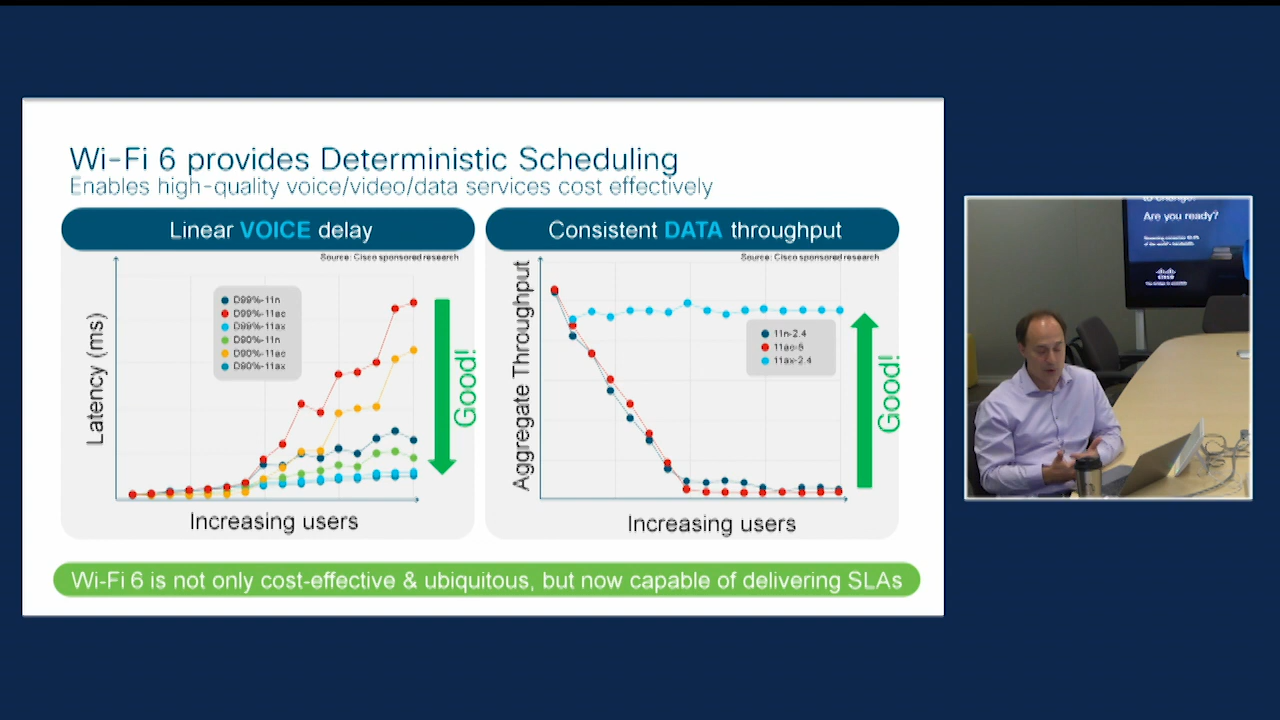 Wi-Fi 6 provides Deterministic Scheduling
Enables high-quality voice/video/data services cost effectively
Linear VOICE delay
Source: Cisco sponsored research
D99%-11n
D99%-11ac
D99%-11ax
D90%-11n
D90%-11ac
D90%-11ax
Latency (ms)
Good!
Increasing users
Consistent DATA throughput
Source: Cisco sponsored research
Aggregate Throughput
11n-2.4
11ac-5
11ax-2.4
Good!
Increasing users
Wi-Fi 6 is not only cost-effective & ubiquitous, but now capable of delivering SLAs
to change.
Are you ready?
CISCO